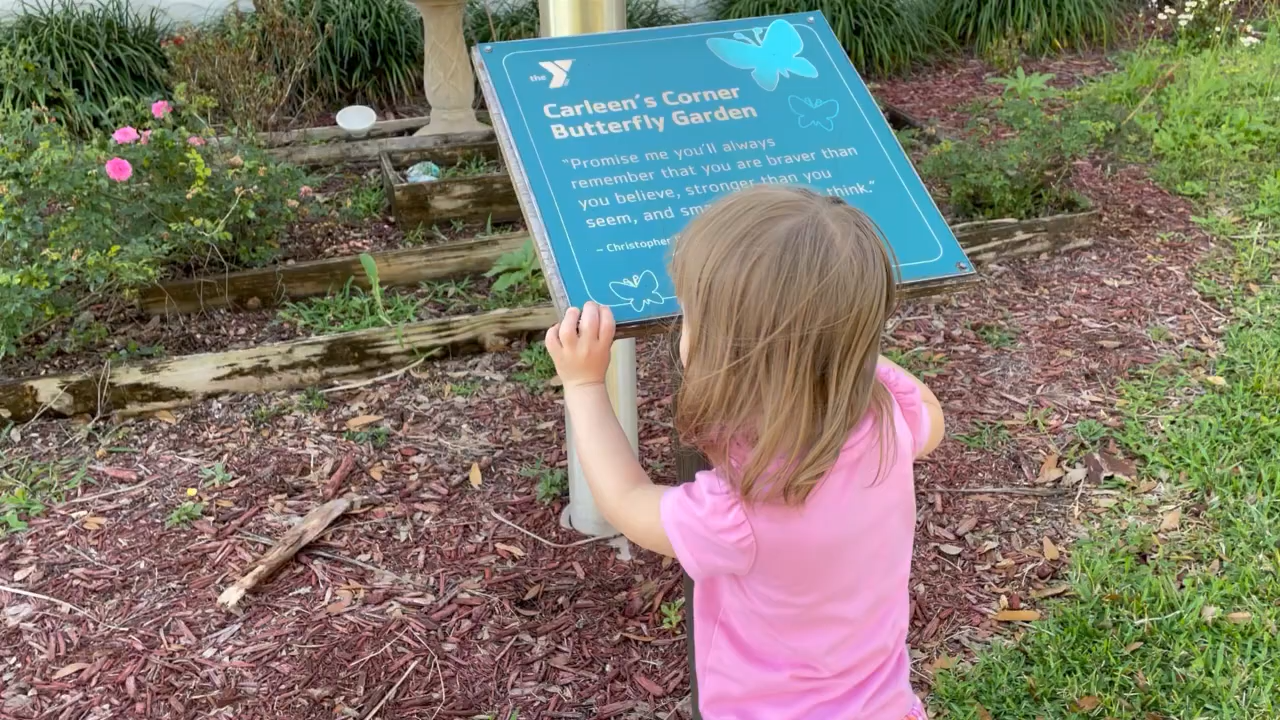 the Y
Carleen's Corner
Butterfly Garden
"Promise me you'll always
remember that you are braver than
you believe, stronger than you
seem, and think."
~ Christopher